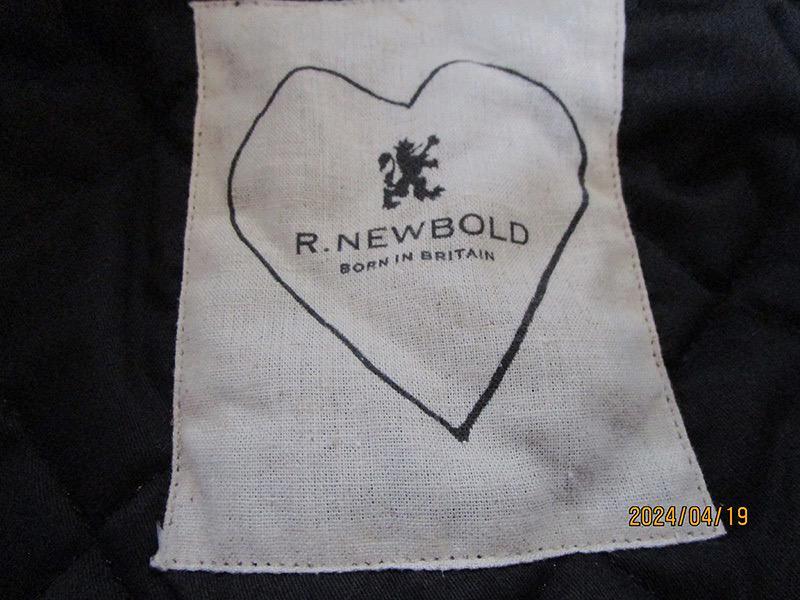 R.NEWBOLD
BORN IN BRITAIN
2024/04/19